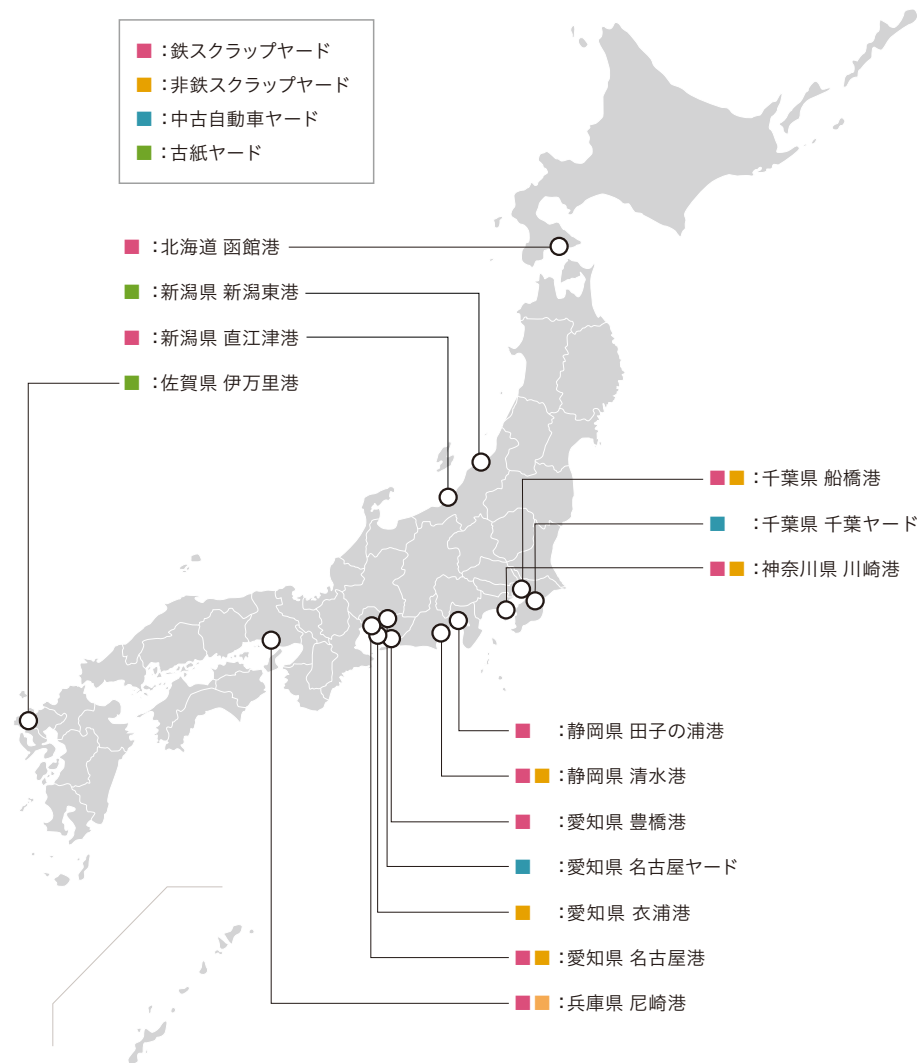 ：鉄スクラップヤード
：非鉄スクラップヤード
：中古自動車ヤード
：古紙ヤード
：北海道 函館港
：新潟県 新潟東港
：新潟県 直江津港
：佐賀県 伊万里港
：千葉県 船橋港
：千葉県 千葉ヤード
：神奈川県 川崎港
：静岡県 田子の浦港
：静岡県 清水港
：愛知県 豊橋港
：愛知県 名古屋ヤード
：愛知県 衣浦港
：愛知県 名古屋港
：兵庫県 尼崎港